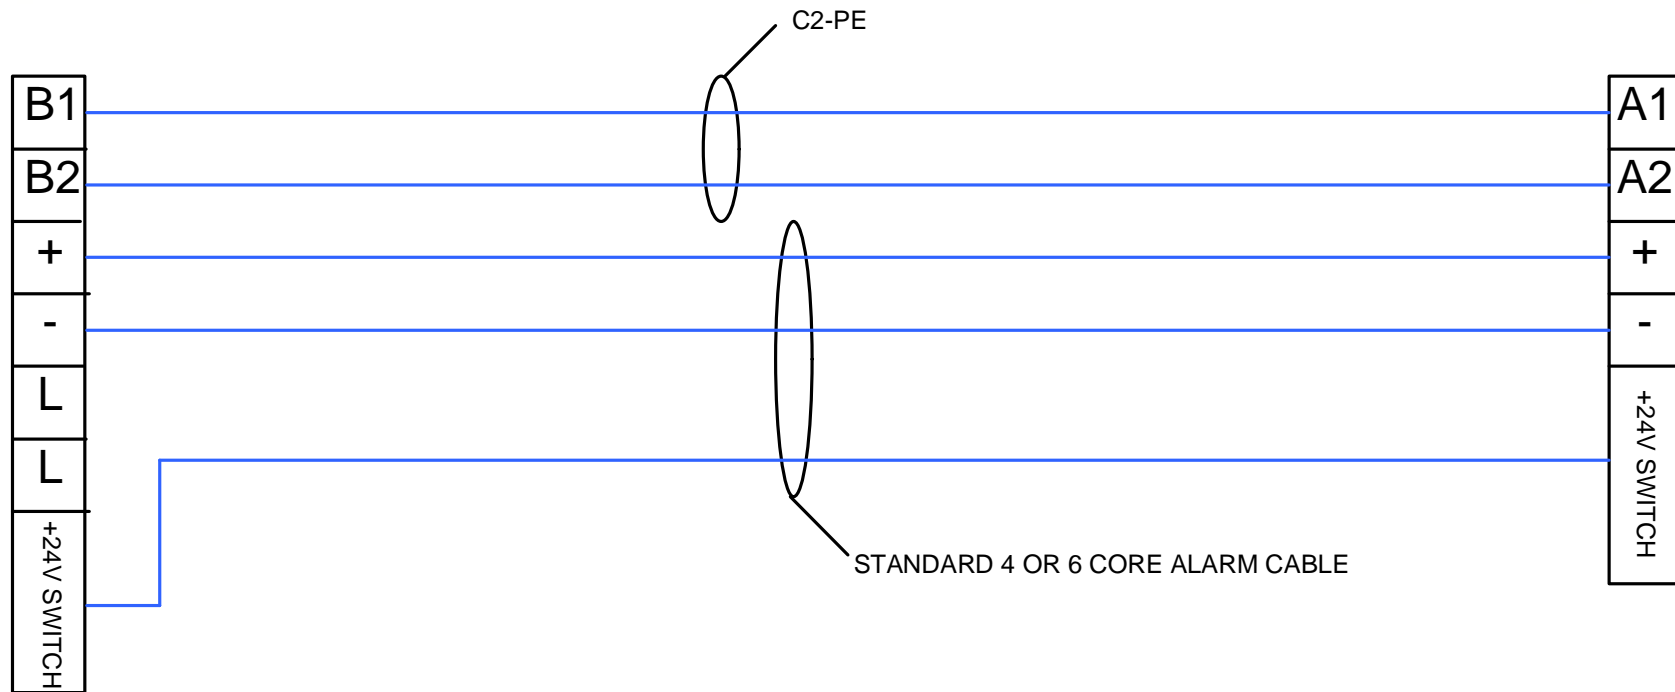 C2-PE
B1
A1
B2
A2
+
+
-
-
L
L
+24V SWITCH
+24V SWITCH
STANDARD 4 OR 6 CORE ALARM CABLE